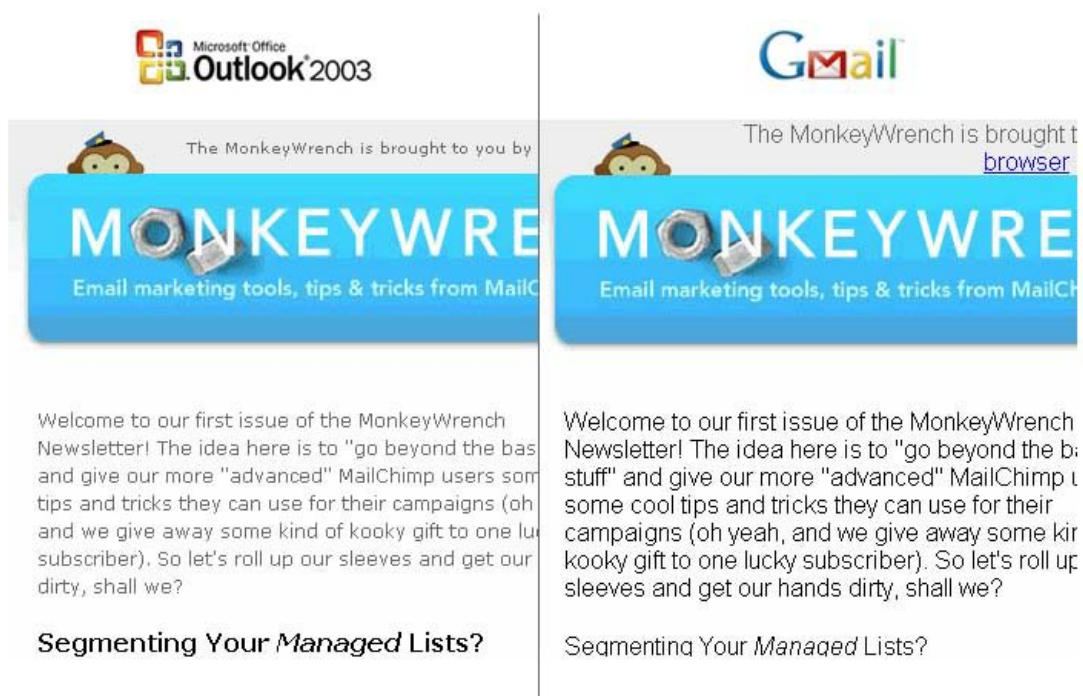 Microsoft Office
Outlook 2003
The MonkeyWrench is brought to you by
MONKEYWRE
Email marketing tools, tips & tricks from MailC
Welcome to our first issue of the MonkeyWrench
Newsletter! The idea here is to "go beyond the bas
and give our more "advanced" MailChimp users som
tips and tricks they can use for their campaigns (oh
and we give away some kind of kooky gift to one lu
subscriber). So let's roll up our sleeves and get our
dirty, shall we?
Segmenting Your Managed Lists?
Gmail™
The MonkeyWrench is brought t
browser
MONKEYWRE
Email marketing tools, tips & tricks from MailCh
Welcome to our first issue of the MonkeyWrench
Newsletter! The idea here is to "go beyond the ba
stuff" and give our more "advanced" MailChimp u
some cool tips and tricks they can use for their
campaigns (oh yeah, and we give away some kin
kooky gift to one lucky subscriber). So let's roll up
sleeves and get our hands dirty, shall we?
Segmenting Your Managed Lists?